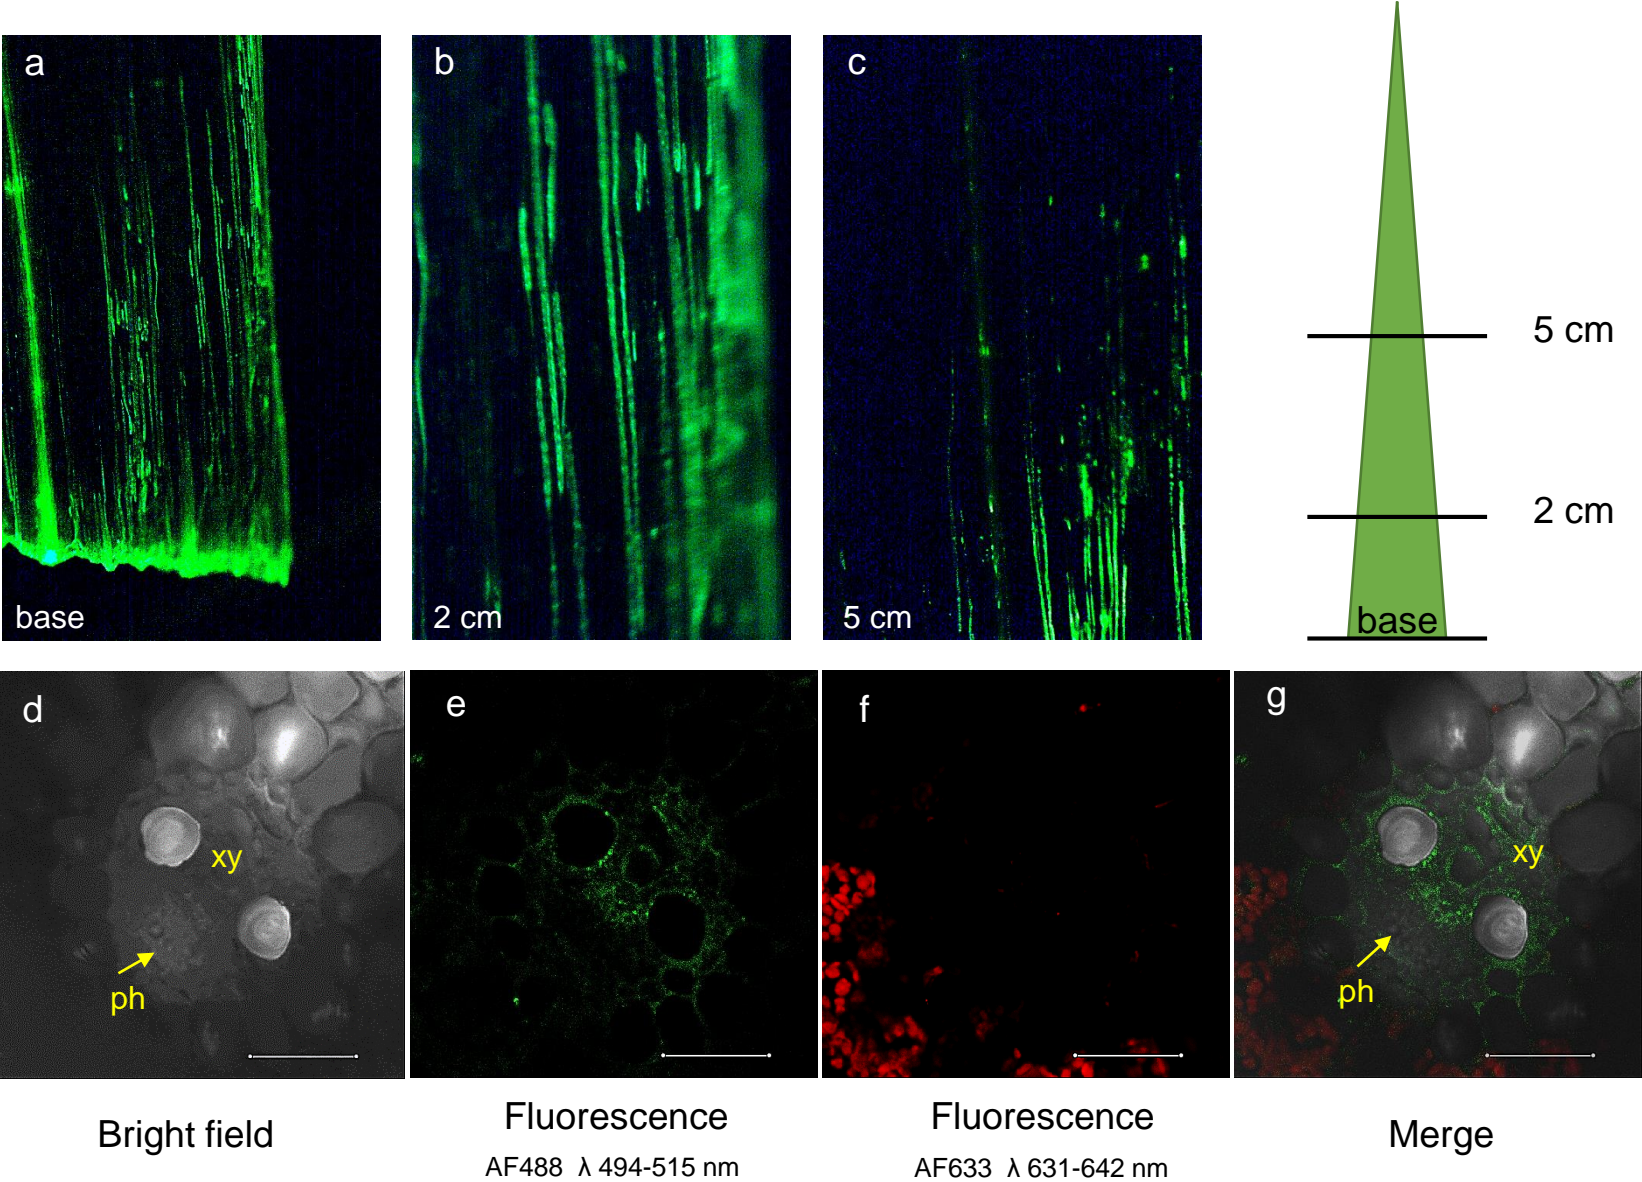 a
b
c
5 cm
2 cm
base
base
2 cm
5 cm
d
e
f
g
xy
xy
ph
ph
Bright field
Fluorescence
AF488 λ 494-515 nm
Fluorescence
AF633 λ 631-642 nm
Merge